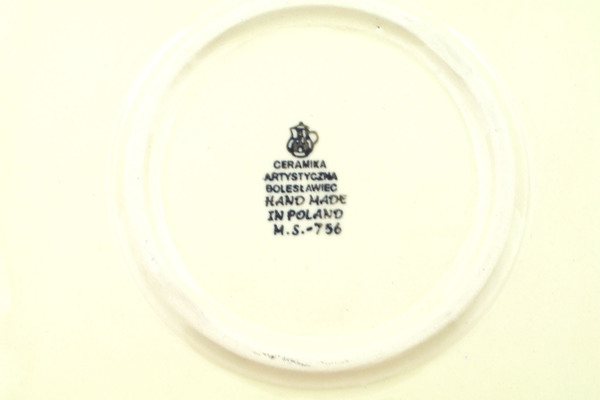 CERAMIKA
ARTYSTYCZNA
BOLESŁAWIEC
HAND MADE
IN POLAND
M.S.-756